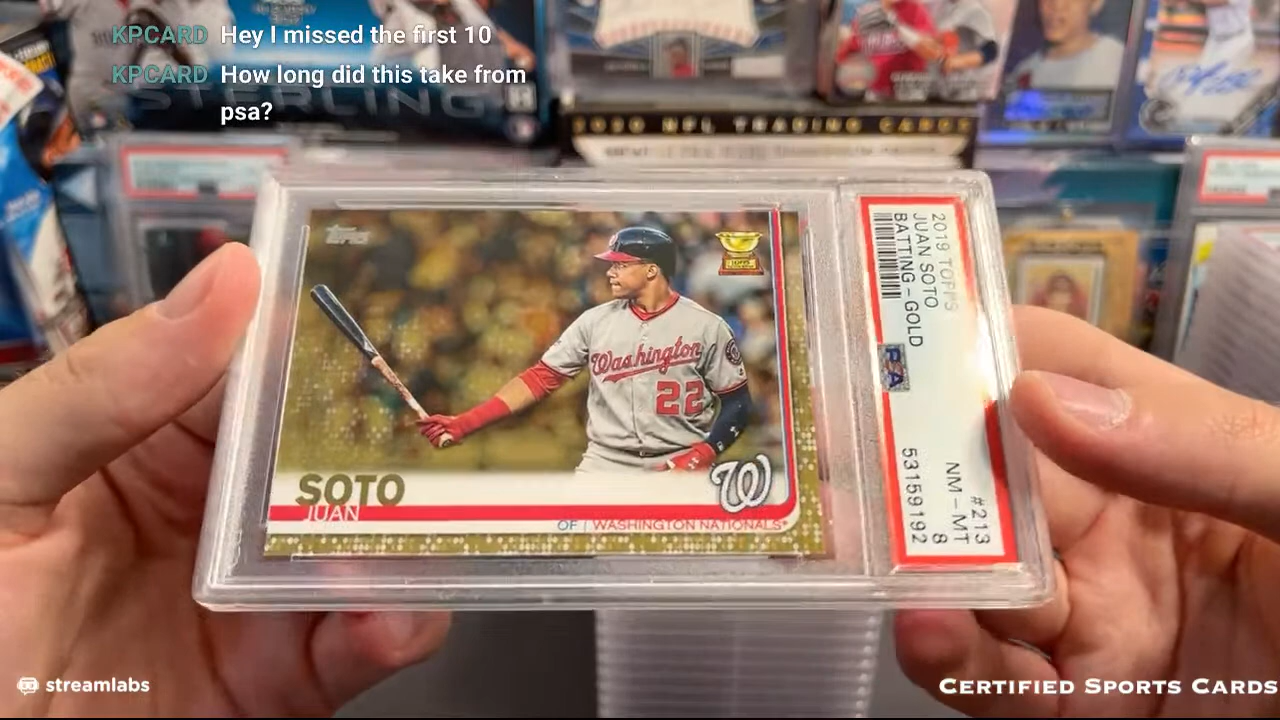 KPCARD Hey I missed the first 10
KPCARD How long did this take from
psa?
STERLING
2020 NFL TRADING CARDS
topps
TOPPS
Washington
22
W
SOTO
JUAN
OF | WASHINGTON NATIONALS
2019 TOPPS
JUAN SOTO
BATTING - GOLD
PSA
#213
NM - MT
8
53159192
streamlabs
CERTIFIED SPORTS CARDS